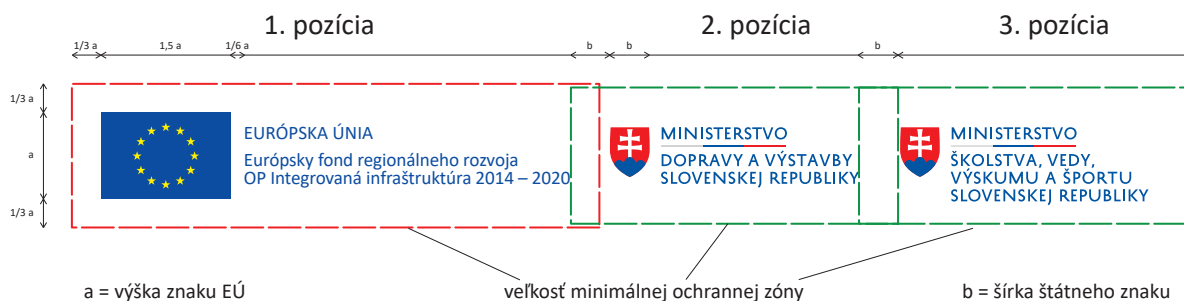 1. pozícia
2. pozícia
3. pozícia
1/3 a
1,5 a
1/6 a
b
b
b
1/3 a
a
1/3 a
EURÓPSKA ÚNIA
Európsky fond regionálneho rozvoja
OP Integrovaná infraštruktúra 2014 – 2020
MINISTERSTVO
DOPRAVY A VÝSTAVBY
SLOVENSKEJ REPUBLIKY
MINISTERSTVO
ŠKOLSTVA, VEDY,
VÝSKUMU A ŠPORTU
SLOVENSKEJ REPUBLIKY
a = výška znaku EÚ
veľkosť minimálnej ochrannej zóny
b = šírka štátneho znaku